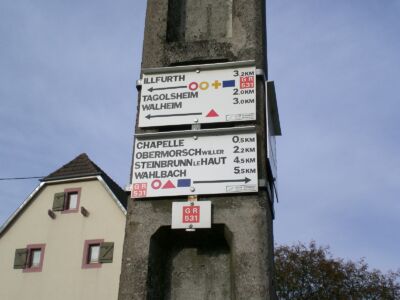 ILLFURTH 3.2KM
GR 531
TAGOLSHEIM 2.0KM
WALHEIM 3.0KM
CHAPELLE 0.5KM
OBERMORSCHWILLER 2.2KM
STEINBRUNN LE HAUT 4.5KM
WAHLBACH 5.5KM
GR 531
GR
531